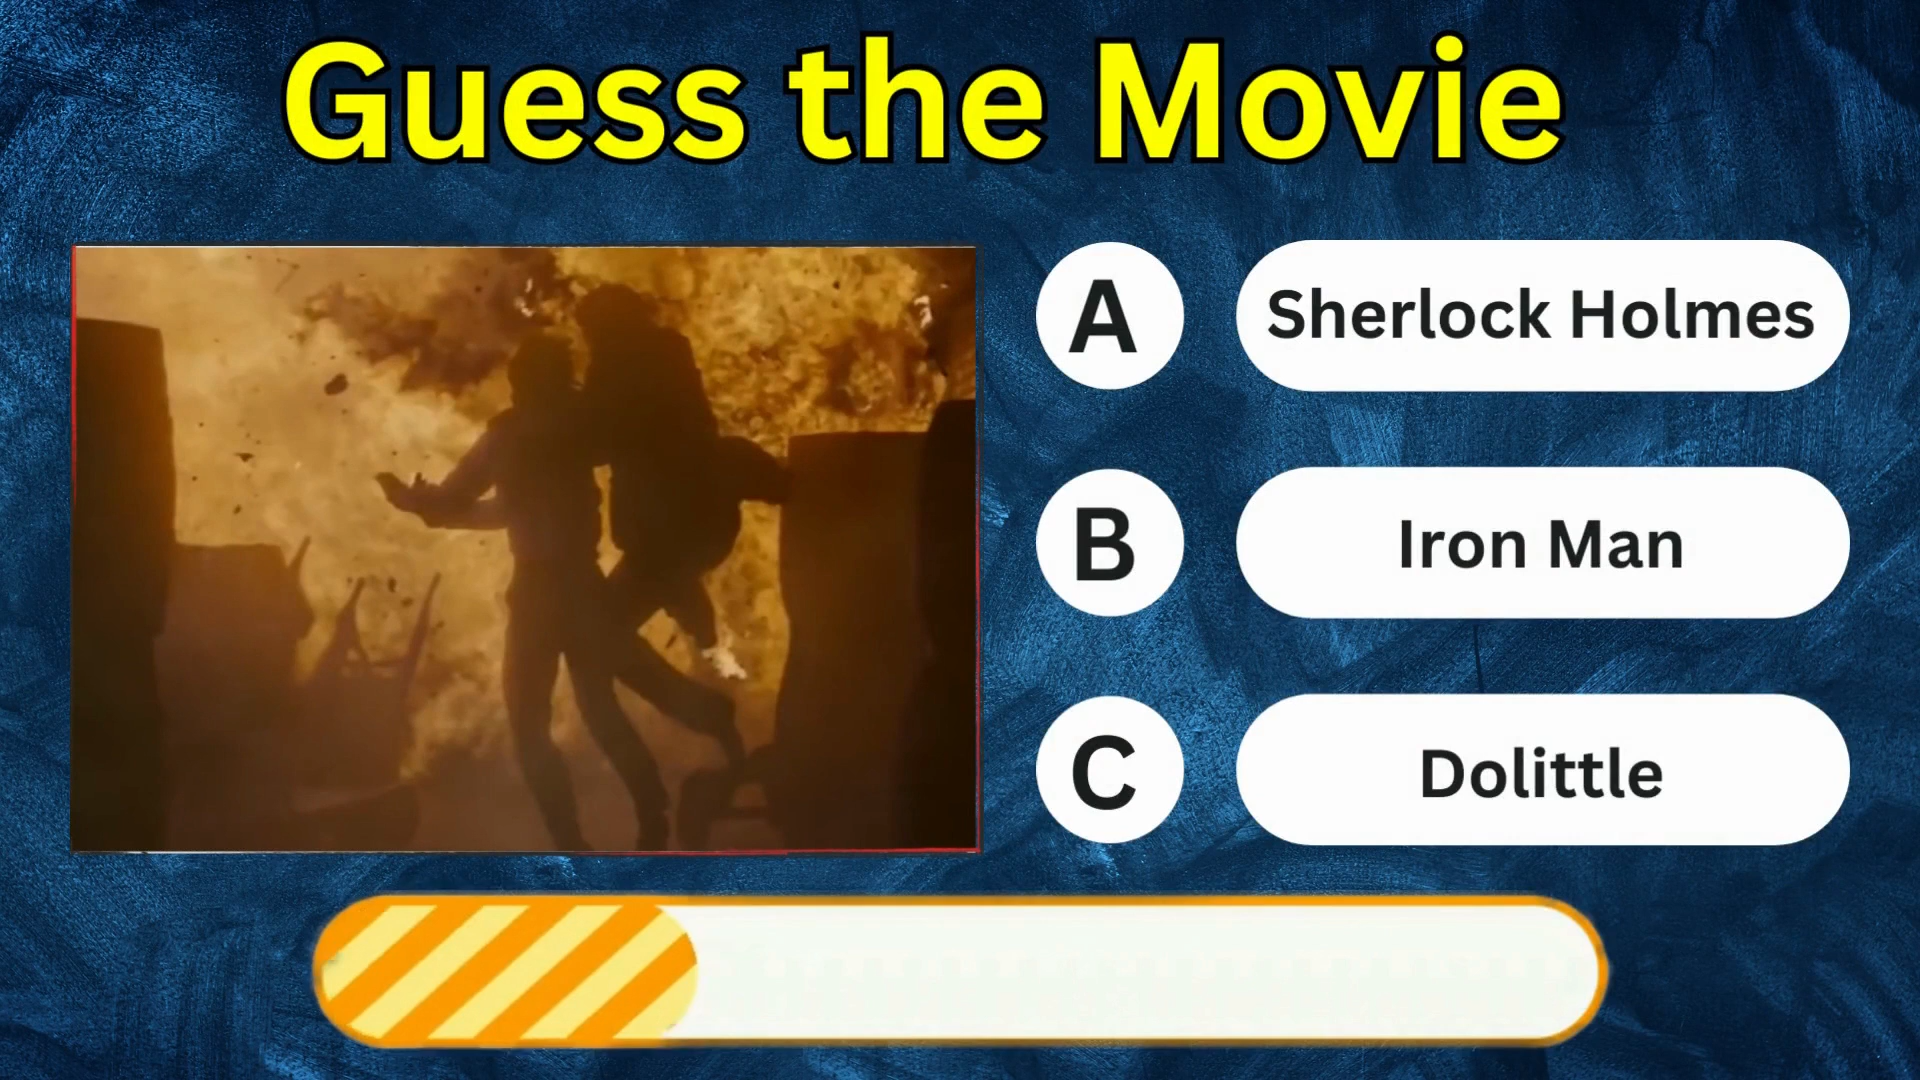 Guess the Movie
A
Sherlock Holmes
B
Iron Man
C
Dolittle